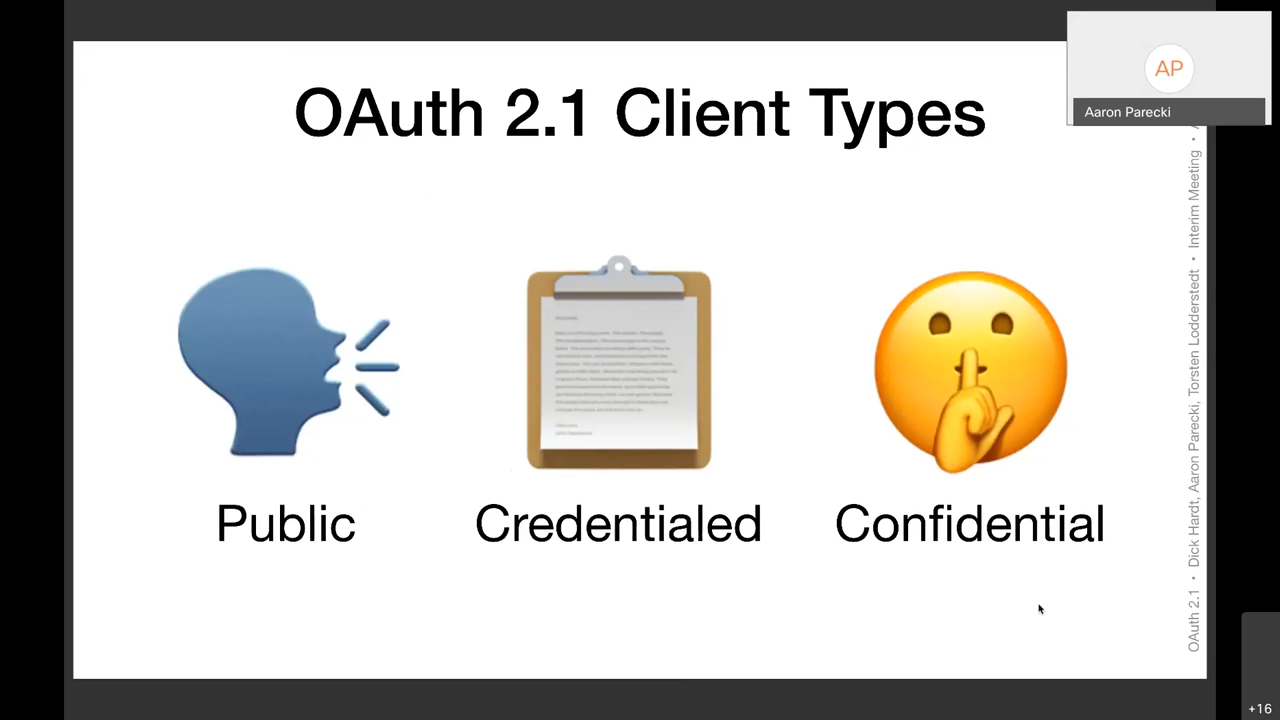 OAuth 2.1 Client Types
AP
Aaron Parecki
Public
Credentialed
Confidential
OAuth 2.1 • Dick Hardt, Aaron Parecki, Torsten Lodderstedt • Interim Meeting •
+16